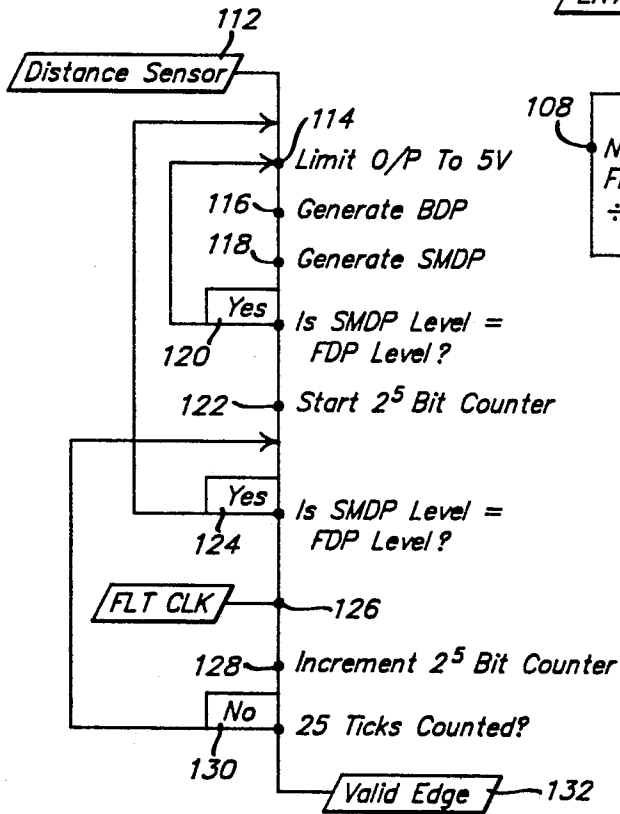 112
Distance Sensor
114
Limit O/P To 5V
116
Generate BDP
118
Generate SMDP
Yes
120
Is SMDP Level =
FDP Level?
122
Start 2⁵ Bit Counter
Yes
124
Is SMDP Level =
FDP Level?
FLT CLK
126
128
Increment 2⁵ Bit Counter
No
130
25 Ticks Counted?
Valid Edge
132
108
÷